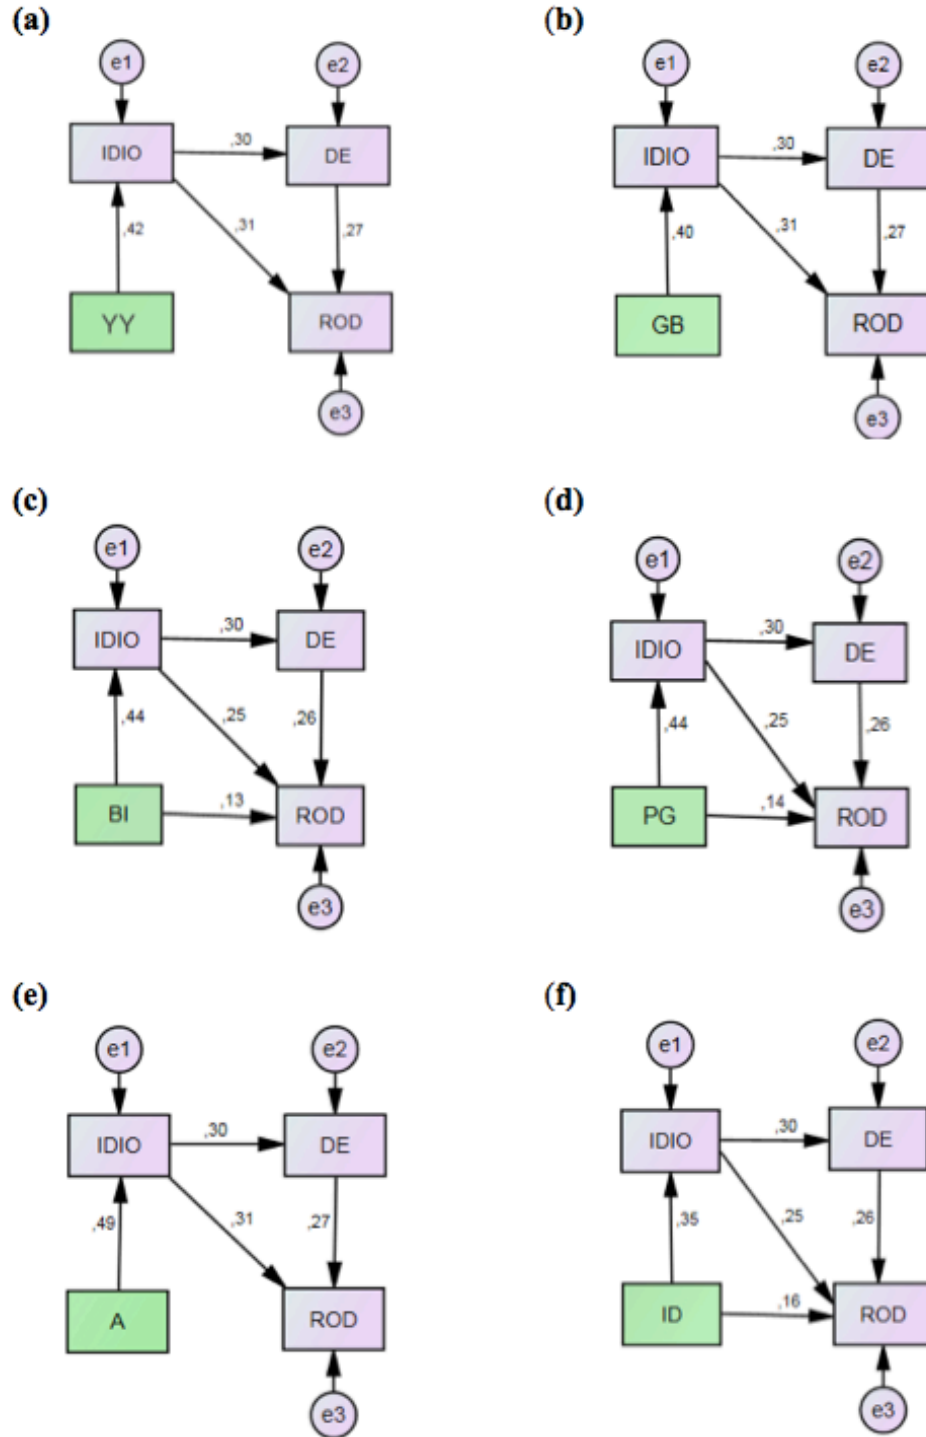 (a)
(b)
e1
e2
e1
e2
IDIO
,30
DE
IDIO
,30
DE
,42
,31
,27
,40
,31
,27
YY
ROD
GB
ROD
e3
e3
(c)
(d)
e1
e2
e1
e2
IDIO
,30
DE
IDIO
,30
DE
,44
,25
,26
,44
,25
,26
BI
,13
ROD
PG
,14
ROD
e3
e3
(e)
(f)
e1
e2
e1
e2
IDIO
,30
DE
IDIO
,30
DE
,49
,31
,27
,35
,25
,26
A
ROD
ID
,16
ROD
e3
e3